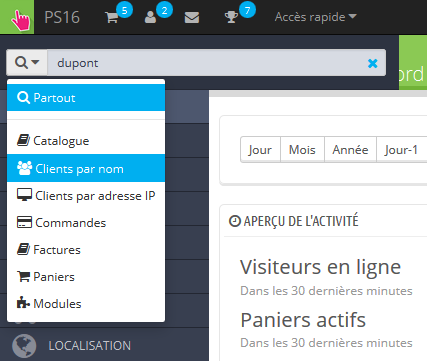 PS16 5 2 7 Accès rapide
dupont
ord
Partout
Catalogue
Clients par nom
Clients par adresse IP
Commandes
Factures
Paniers
Modules
LOCALISATION
Jour Mois Année Jour-1
APERÇU DE L'ACTIVITÉ
Visiteurs en ligne
Dans les 30 dernières minutes
Paniers actifs
Dans les 30 dernières minutes